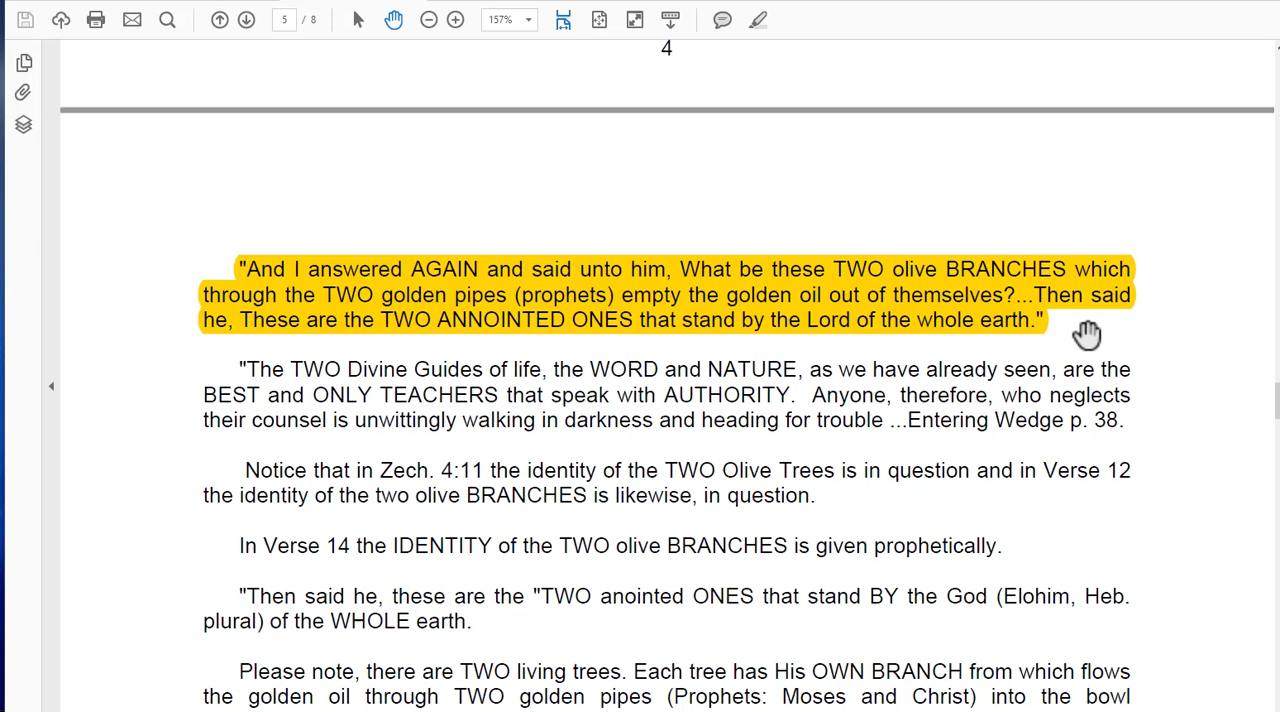 5 / 8
157%
4
"And I answered AGAIN and said unto him, What be these TWO olive BRANCHES which
through the TWO golden pipes (prophets) empty the golden oil out of themselves?...Then said
he, These are the TWO ANNOINTED ONES that stand by the Lord of the whole earth."
"The TWO Divine Guides of life, the WORD and NATURE, as we have already seen, are the
BEST and ONLY TEACHERS that speak with AUTHORITY. Anyone, therefore, who neglects
their counsel is unwittingly walking in darkness and heading for trouble ...Entering Wedge p. 38.
Notice that in Zech. 4:11 the identity of the TWO Olive Trees is in question and in Verse 12
the identity of the two olive BRANCHES is likewise, in question.
In Verse 14 the IDENTITY of the TWO olive BRANCHES is given prophetically.
"Then said he, these are the "TWO anointed ONES that stand BY the God (Elohim, Heb.
plural) of the WHOLE earth.
Please note, there are TWO living trees. Each tree has His OWN BRANCH from which flows
the golden oil through TWO golden pipes (Prophets: Moses and Christ) into the bowl